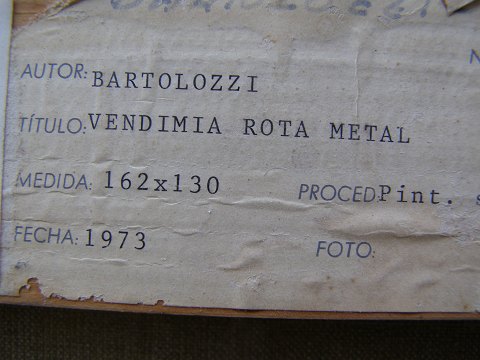 AUTOR: BARTOLOZZI
TÍTULO: VENDIMIA ROTA METAL
MEDIDA: 162x130 PROCED: Pint. s
FECHA: 1973 FOTO: